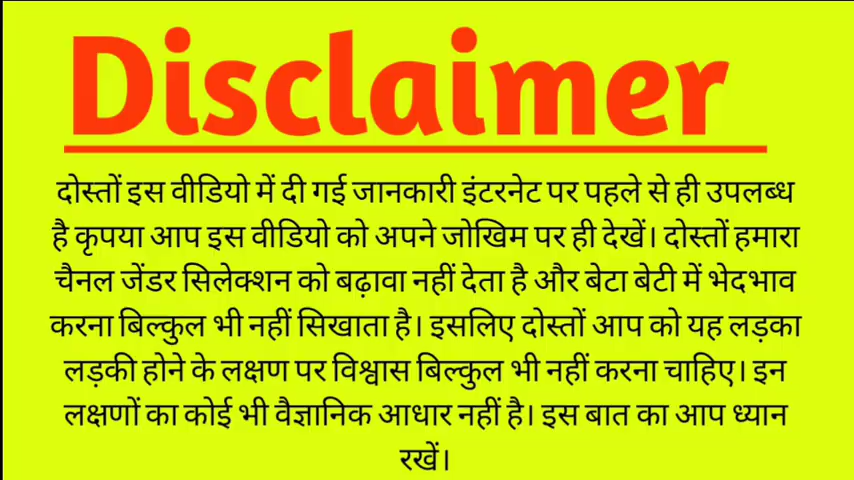 Disclaimer
दोस्तों इस वीडियो में दी गई जानकारी इंटरनेट पर पहले से ही उपलब्ध
है कृपया आप इस वीडियो को अपने जोखिम पर ही देखें। दोस्तों हमारा
चैनल जेंडर सिलेक्शन को बढ़ावा नहीं देता है और बेटा बेटी में भेदभाव
करना बिल्कुल भी नहीं सिखाता है। इसलिए दोस्तों आप को यह लड़का
लड़की होने के लक्षण पर विश्वास बिल्कुल भी नहीं करना चाहिए। इन
लक्षणों का कोई भी वैज्ञानिक आधार नहीं है। इस बात का आप ध्यान
रखें।